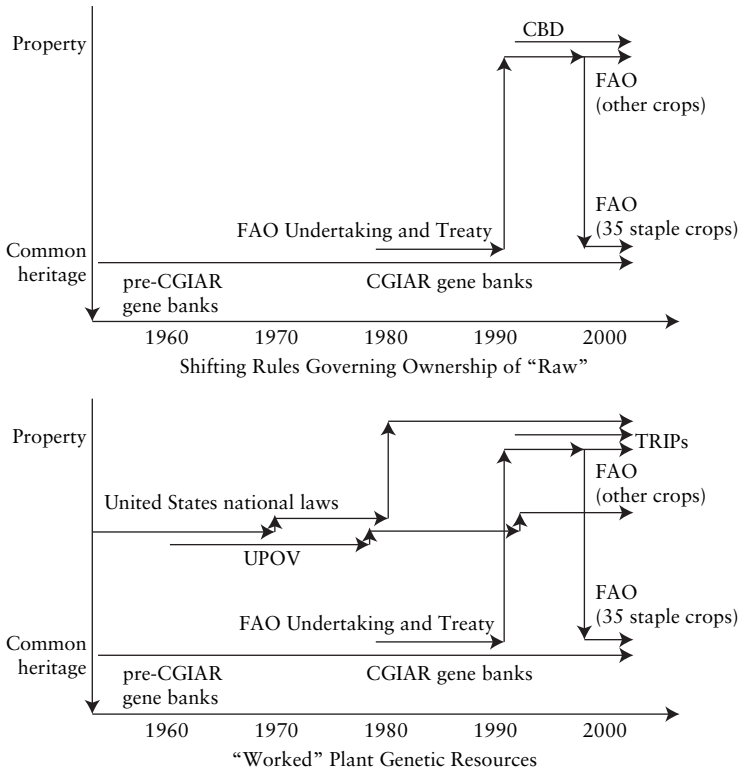 CBD
Property
FAO
(other crops)
FAO Undertaking and Treaty
FAO
(35 staple crops)
Common
heritage
pre-CGIAR
gene banks
CGIAR gene banks
1960 1970 1980 1990 2000
Shifting Rules Governing Ownership of “Raw”
Property
TRIPs
FAO
(other crops)
United States national laws
UPOV
FAO Undertaking and Treaty
FAO
(35 staple crops)
Common
heritage
pre-CGIAR
gene banks
CGIAR gene banks
1960 1970 1980 1990 2000
“Worked” Plant Genetic Resources